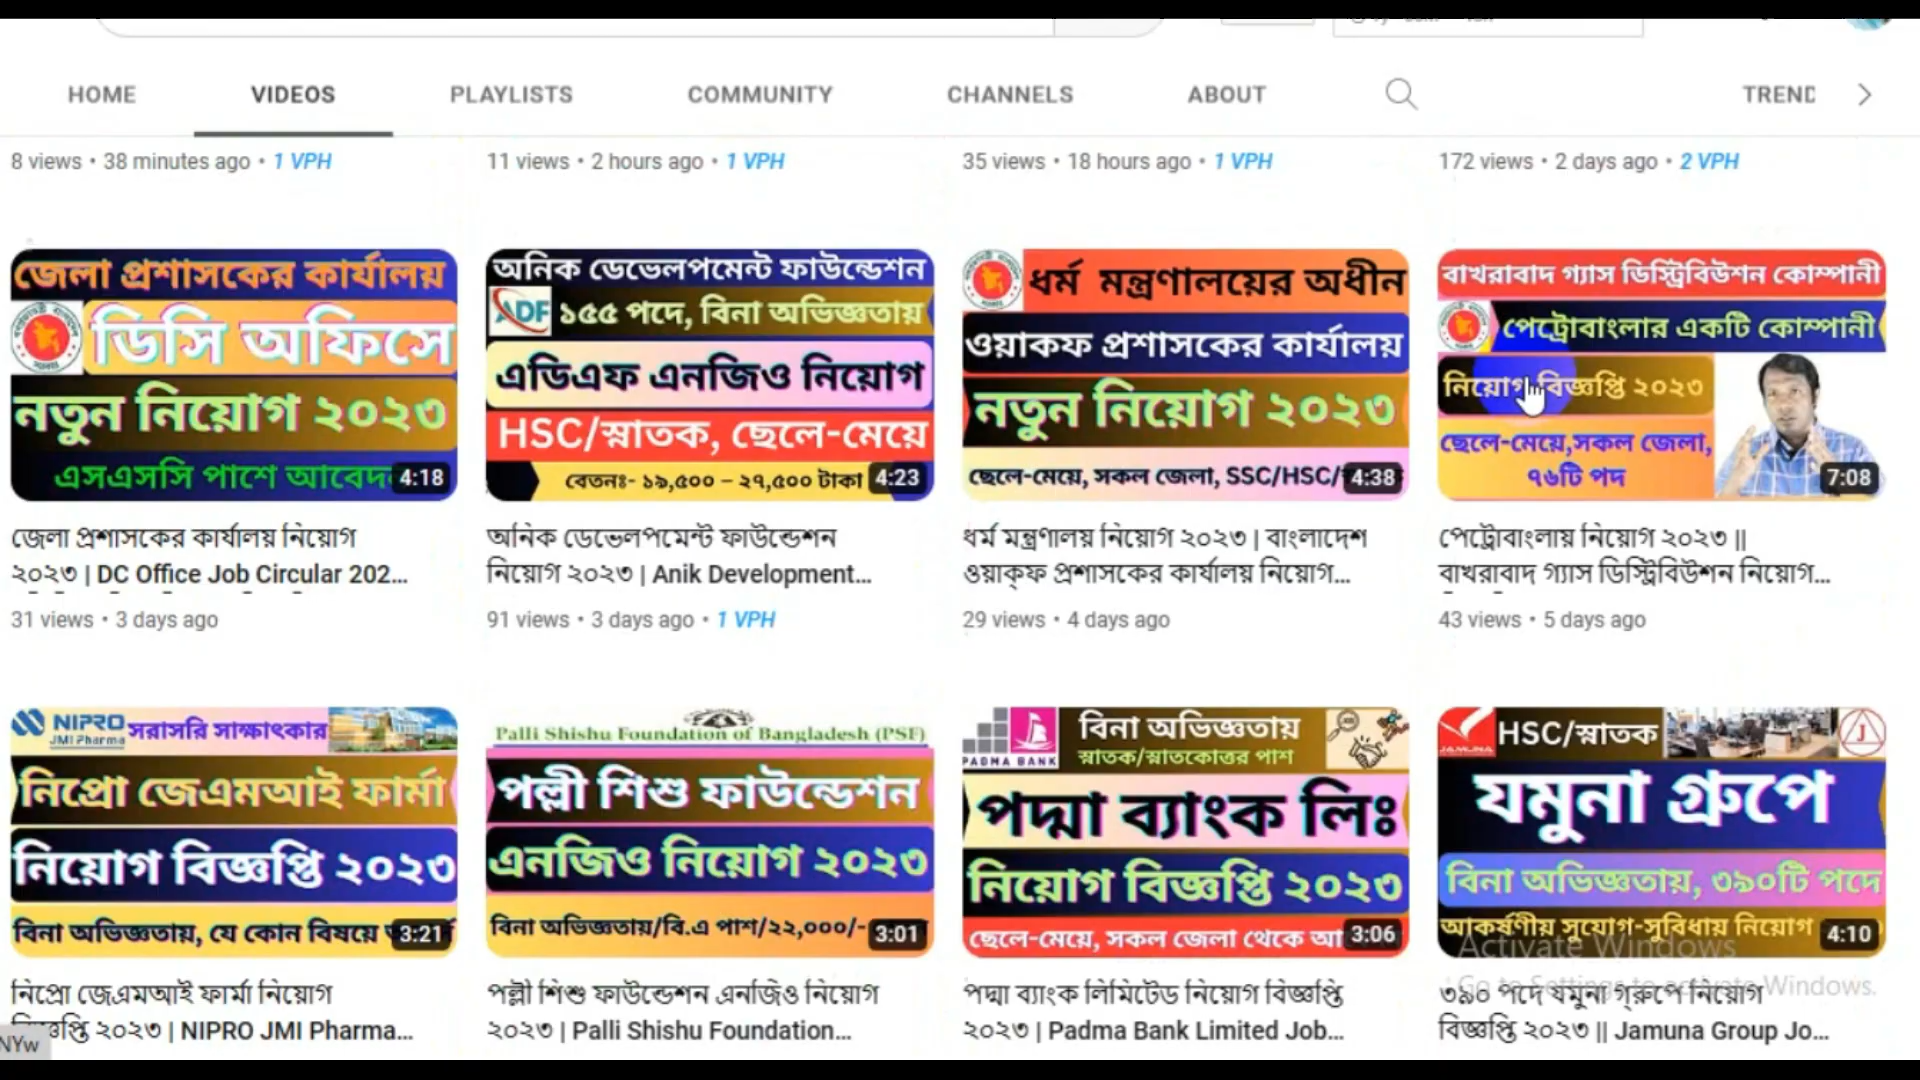 HOME VIDEOS PLAYLISTS COMMUNITY CHANNELS ABOUT TREND
8 views • 38 minutes ago • 1 VPH
11 views • 2 hours ago • 1 VPH
35 views • 18 hours ago • 1 VPH
172 views • 2 days ago • 2 VPH
জেলা প্রশাসকের কার্যালয়
ডিসি অফিসে
নতুন নিয়োগ ২০২৩
এসএসসি পাশে আবেদন
4:18
জেলা প্রশাসকের কার্যালয় নিয়োগ
২০২৩ | DC Office Job Circular 202...
31 views • 3 days ago
অনিক ডেভেলপমেন্ট ফাউন্ডেশন
ADF ১৫৫ পদে, বিনা অভিজ্ঞতায়
এডিএফ এনজিও নিয়োগ
HSC/স্নাতক, ছেলে-মেয়ে
বেতনঃ- ১৯,৫০০ – ২৭,৫০০ টাকা
4:23
অনিক ডেভেলপমেন্ট ফাউন্ডেশন
নিয়োগ ২০২৩ | Anik Development...
91 views • 3 days ago • 1 VPH
ধর্ম মন্ত্রণালয়ের অধীন
ওয়াকফ প্রশাসকের কার্যালয়
নতুন নিয়োগ ২০২৩
ছেলে-মেয়ে, সকল জেলা, SSC/HSC/
4:38
ধর্ম মন্ত্রণালয় নিয়োগ ২০২৩ | বাংলাদেশ
ওয়াক্ফ প্রশাসকের কার্যালয় নিয়োগ...
29 views • 4 days ago
বাখরাবাদ গ্যাস ডিস্ট্রিবিউশন কোম্পানী
পেট্রোবাংলার একটি কোম্পানী
নিয়োগ বিজ্ঞপ্তি ২০২৩
ছেলে-মেয়ে,সকল জেলা,
৭৬টি পদ
7:08
পেট্রোবাংলায় নিয়োগ ২০২৩ ||
বাখরাবাদ গ্যাস ডিস্ট্রিবিউশন নিয়োগ...
43 views • 5 days ago
NIPRO সরাসরি সাক্ষাৎকার
JMI Pharma
নিপ্রো জেএমআই ফার্মা
নিয়োগ বিজ্ঞপ্তি ২০২৩
বিনা অভিজ্ঞতায়, যে কোন বিষয়ে
3:21
নিপ্রো জেএমআই ফার্মা নিয়োগ
বিজ্ঞপ্তি ২০২৩ | NIPRO JMI Pharma...
NYw
Palli Shishu Foundation of Bangladesh (PSF)
পল্লী শিশু ফাউন্ডেশন
এনজিও নিয়োগ ২০২৩
বিনা অভিজ্ঞতায়/বি.এ পাশ/২২,০০০/-
3:01
পল্লী শিশু ফাউন্ডেশন এনজিও নিয়োগ
২০২৩ | Palli Shishu Foundation...
PADMA BANK
বিনা অভিজ্ঞতায়
স্নাতক/স্নাতকোত্তর পাশ
পদ্মা ব্যাংক লিঃ
নিয়োগ বিজ্ঞপ্তি ২০২৩
ছেলে-মেয়ে, সকল জেলা থেকে
3:06
পদ্মা ব্যাংক লিমিটেড নিয়োগ বিজ্ঞপ্তি
২০২৩ | Padma Bank Limited Job...
JAMUNA HSC/স্নাতক
যমুনা গ্রুপে
বিনা অভিজ্ঞতায়, ৩৯০টি পদে
আকর্ষণীয় সুযোগ-সুবিধায় নিয়োগ
4:10
৩৯০ পদে যমুনা গ্রুপে নিয়োগ
বিজ্ঞপ্তি ২০২৩ || Jamuna Group Jo...
Activate Windows
Go to Settings to activate Windows.